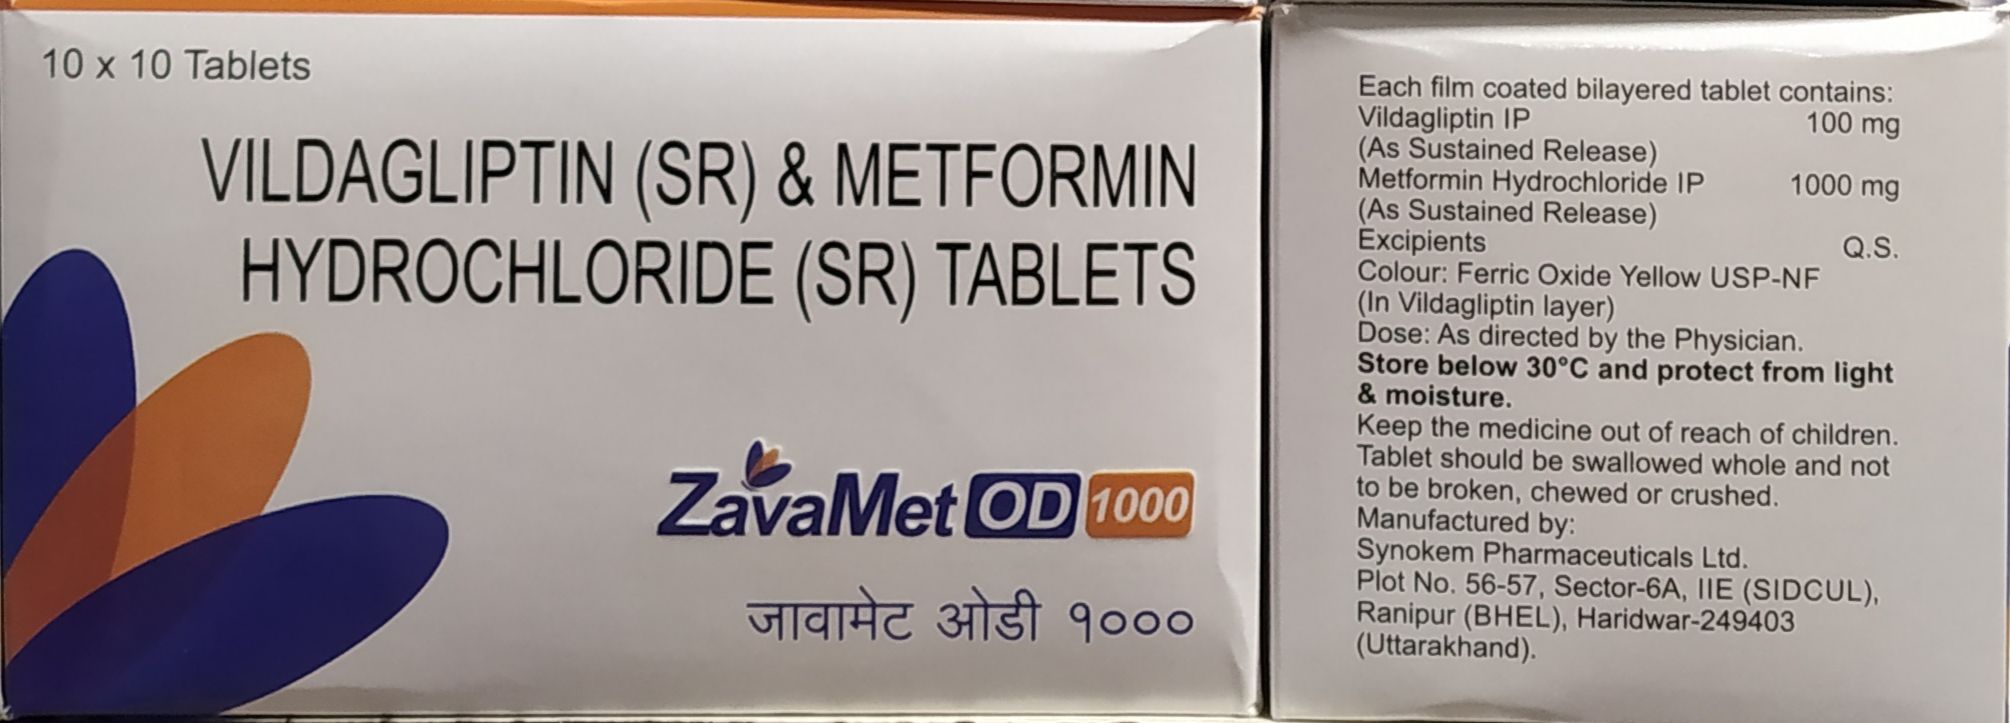 10 x 10 Tablets
VILDAGLIPTIN (SR) & METFORMIN
HYDROCHLORIDE (SR) TABLETS
ZavaMet OD 1000
जावामेट ओडी १०००
Each film coated bilayered tablet contains:
Vildagliptin IP 100 mg
(As Sustained Release)
Metformin Hydrochloride IP 1000 mg
(As Sustained Release)
Excipients Q.S.
Colour: Ferric Oxide Yellow USP-NF
(In Vildagliptin layer)
Dose: As directed by the Physician.
Store below 30°C and protect from light
& moisture.
Keep the medicine out of reach of children.
Tablet should be swallowed whole and not
to be broken, chewed or crushed.
Manufactured by:
Synokem Pharmaceuticals Ltd.
Plot No. 56-57, Sector-6A, IIE (SIDCUL),
Ranipur (BHEL), Haridwar-249403
(Uttarakhand).